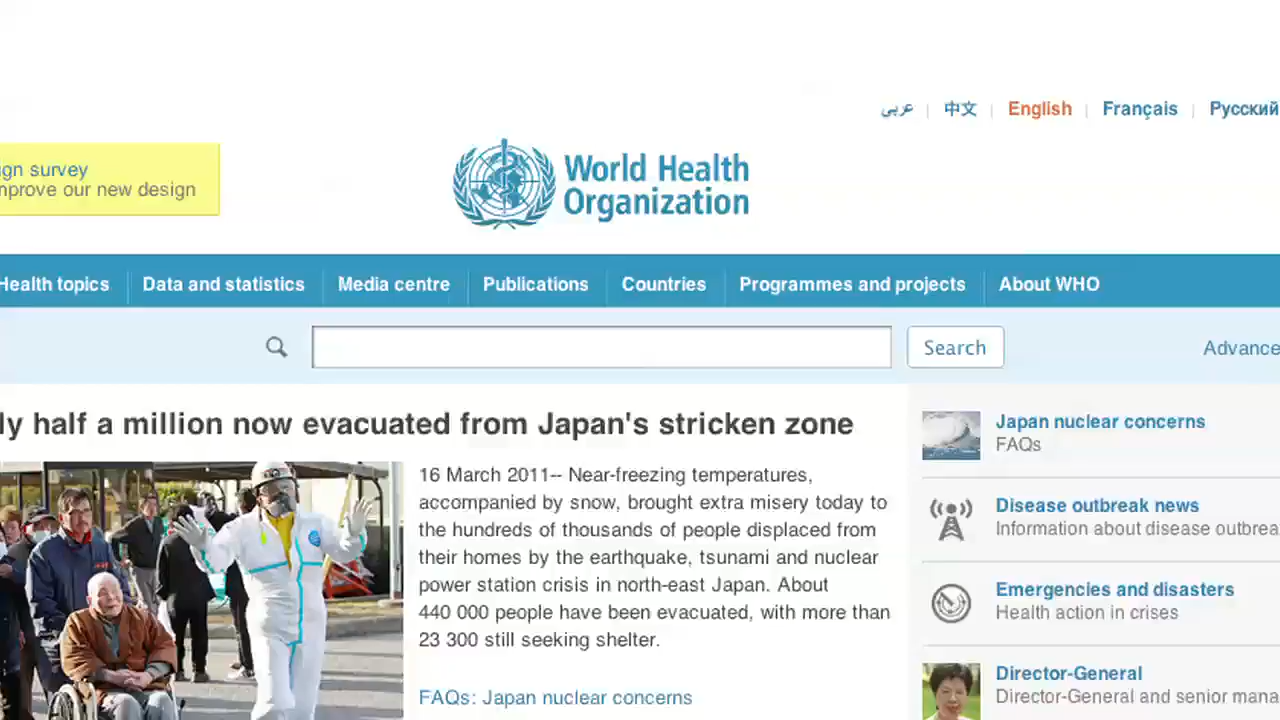 عربي
中文
English
Français
Русский
gn survey
mprove our new design
World Health
Organization
Health topics
Data and statistics
Media centre
Publications
Countries
Programmes and projects
About WHO
Search
Advance
ly half a million now evacuated from Japan's stricken zone
16 March 2011-- Near-freezing temperatures,
accompanied by snow, brought extra misery today to
the hundreds of thousands of people displaced from
their homes by the earthquake, tsunami and nuclear
power station crisis in north-east Japan. About
440 000 people have been evacuated, with more than
23 300 still seeking shelter.
FAQs: Japan nuclear concerns
Japan nuclear concerns
FAQs
Disease outbreak news
Information about disease outbrea
Emergencies and disasters
Health action in crises
Director-General
Director-General and senior mana